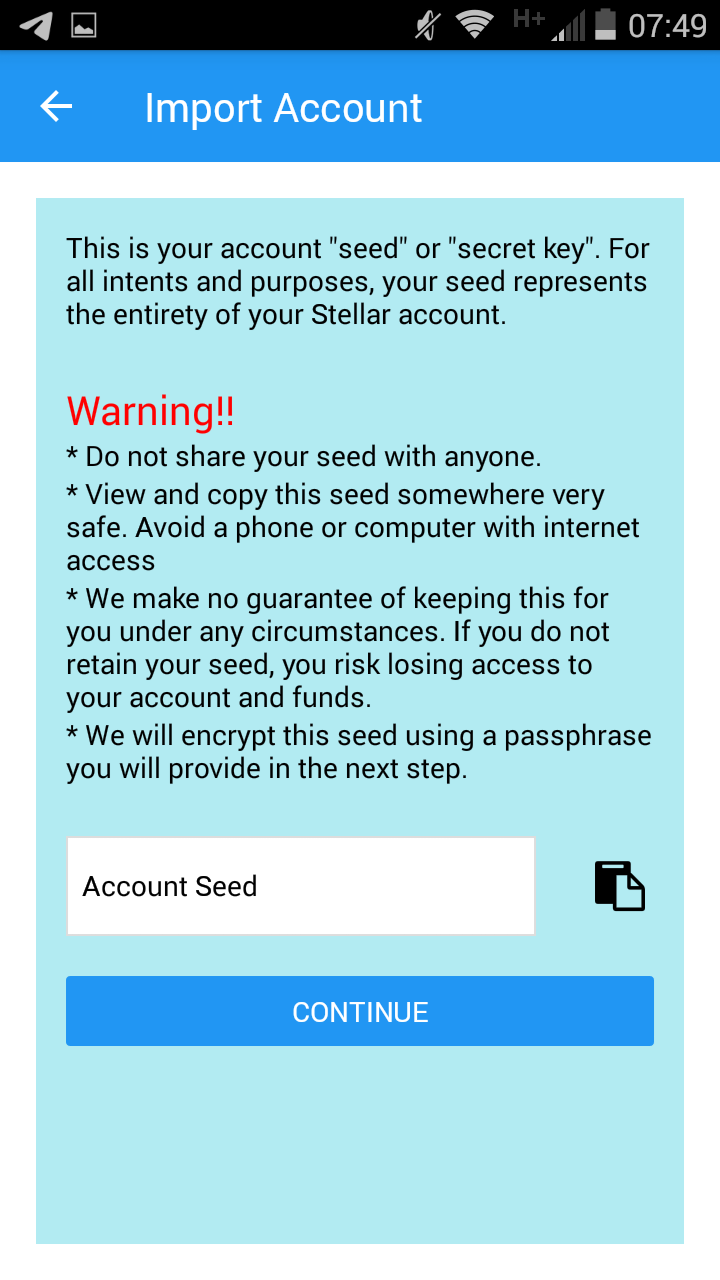 H+ 07:49
Import Account
This is your account "seed" or "secret key". For
all intents and purposes, your seed represents
the entirety of your Stellar account.
Warning!!
* Do not share your seed with anyone.
* View and copy this seed somewhere very
safe. Avoid a phone or computer with internet
access
* We make no guarantee of keeping this for
you under any circumstances. If you do not
retain your seed, you risk losing access to
your account and funds.
* We will encrypt this seed using a passphrase
you will provide in the next step.
Account Seed
CONTINUE